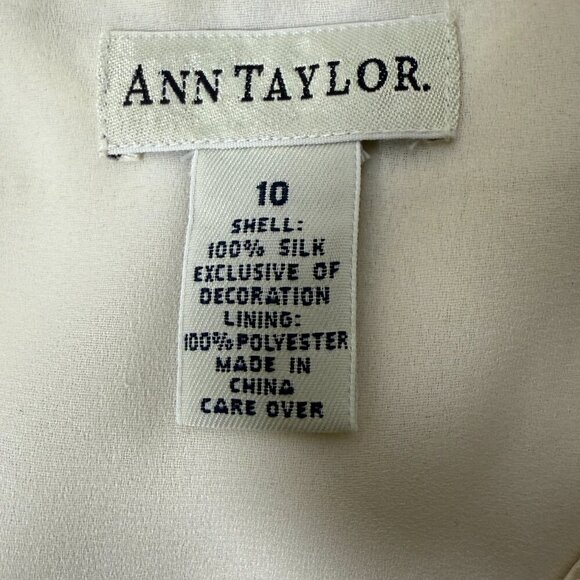 ANN TAYLOR.
10
SHELL:
100% SILK
EXCLUSIVE OF
DECORATION
LINING:
100% POLYESTER
MADE IN
CHINA
CARE OVER